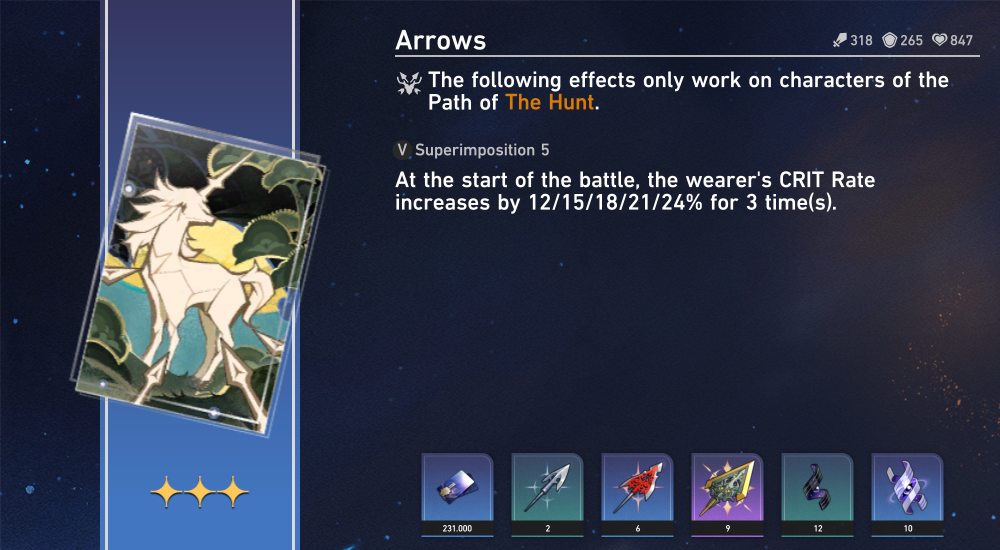 Arrows
318 265 847
The following effects only work on characters of the
Path of The Hunt.
V Superimposition 5
At the start of the battle, the wearer's CRIT Rate
increases by 12/15/18/21/24% for 3 time(s).
231.000 2 6 9 12 10